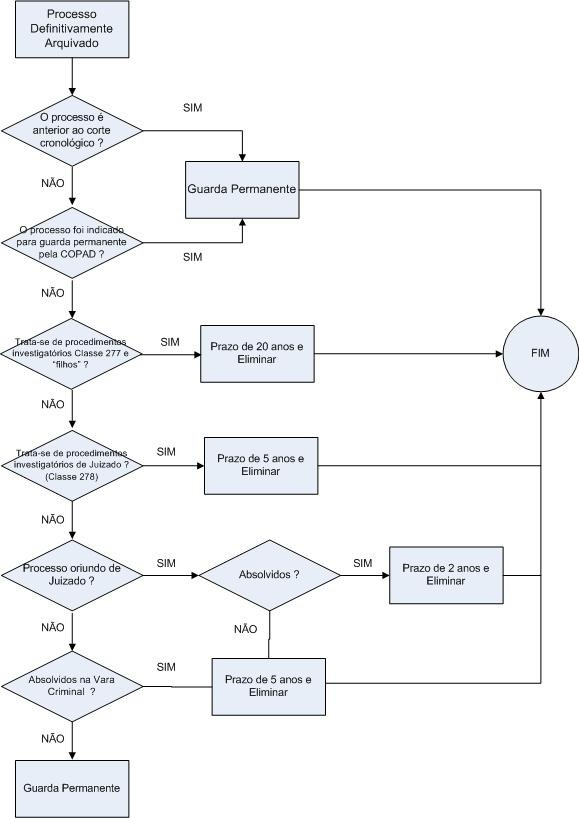 Processo
Definitivamente
Arquivado
SIM
O processo é
anterior ao corte
cronológico ?
Guarda Permanente
NÃO
O processo foi indicado
para guarda permanente
pela COPAD ?
SIM
NÃO
Trata-se de procedimentos
investigatórios Classe 277 e
"filhos" ?
SIM
Prazo de 20 anos e
Eliminar
FIM
NÃO
Trata-se de procedimentos
investigatórios de Juizado ?
(Classe 278)
SIM
Prazo de 5 anos e
Eliminar
NÃO
Processo oriundo de
Juizado ?
SIM
Absolvidos ?
SIM
Prazo de 2 anos e
Eliminar
NÃO
NÃO
Absolvidos na Vara
Criminal ?
SIM
Prazo de 5 anos e
Eliminar
NÃO
Guarda Permanente